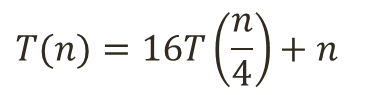 T(n) = 16T(n/4) + n